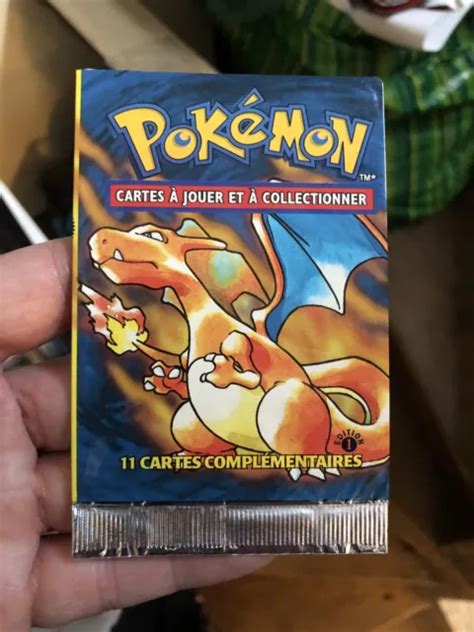 POKéMON
TM*
CARTES À JOUER ET À COLLECTIONNER
EDITION
1
11 CARTES COMPLÉMENTAIRES